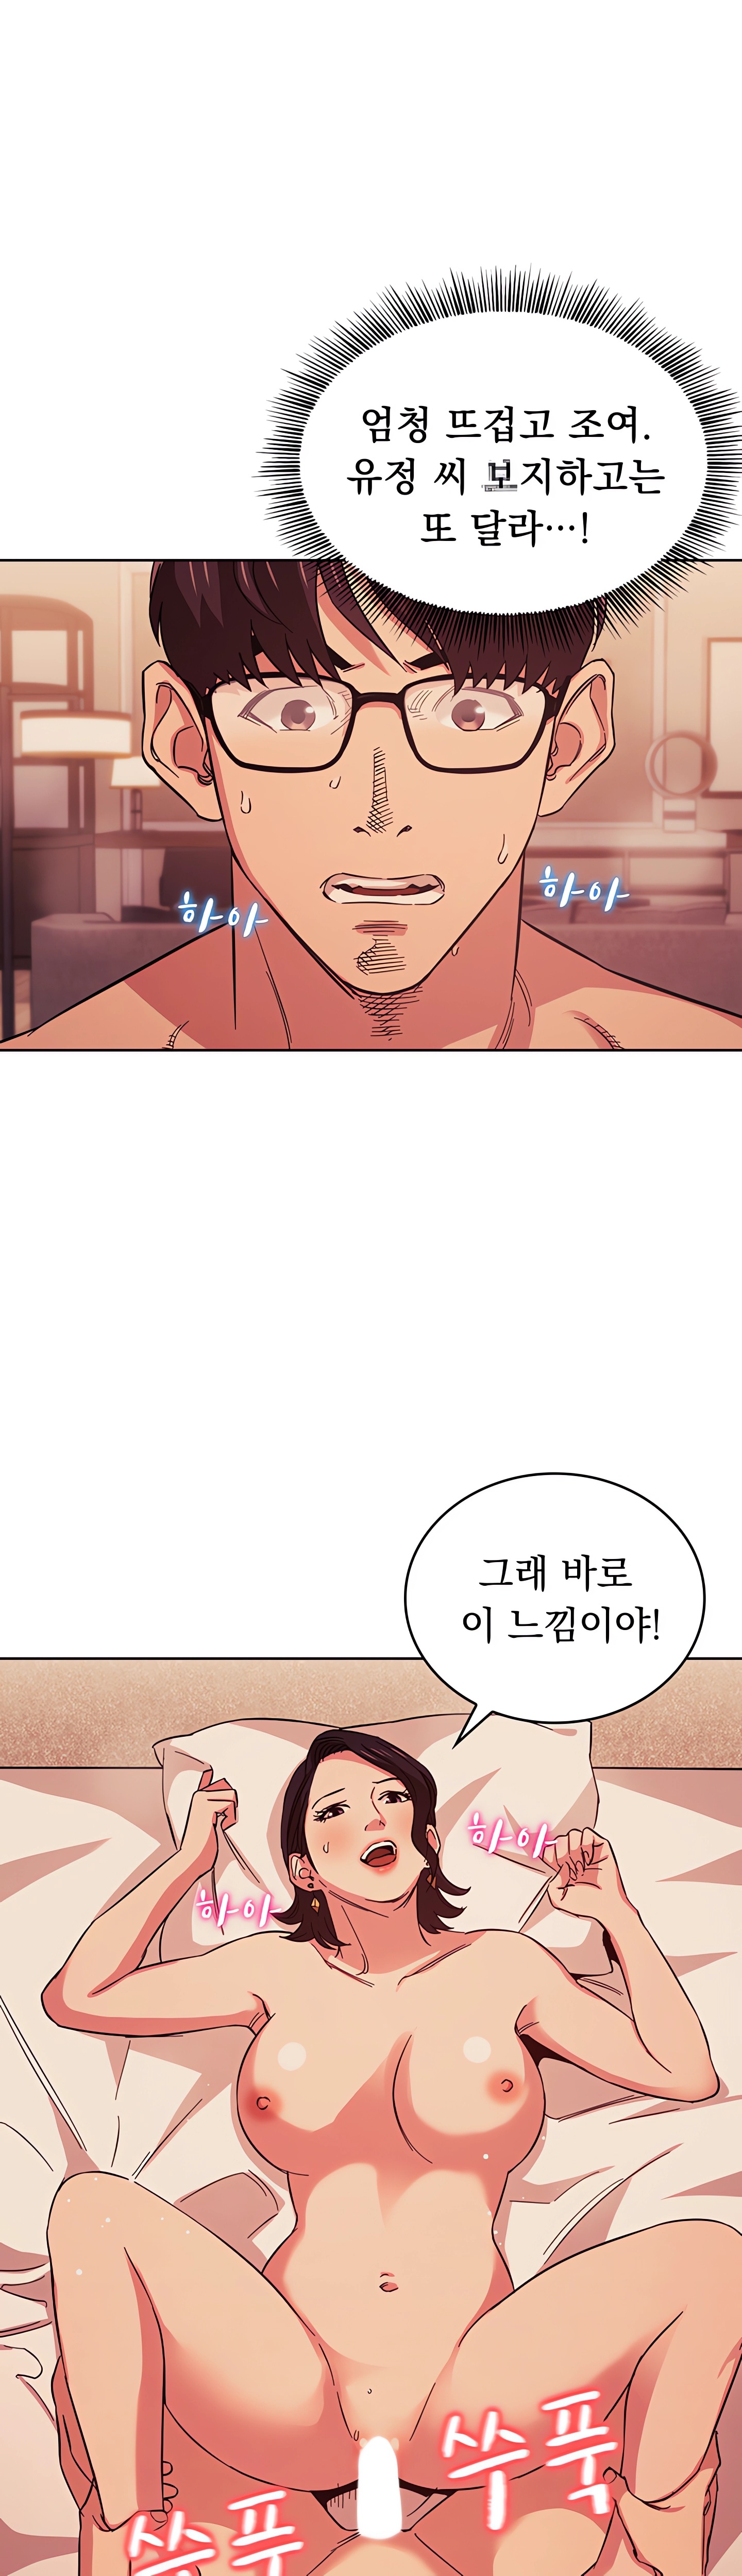 엄청 뜨겁고 조여.
유정 씨 보지하고는
또 달라…!
하아
하아
그래 바로
이 느낌이야!
하아
하아
쑤푹
쑤푹